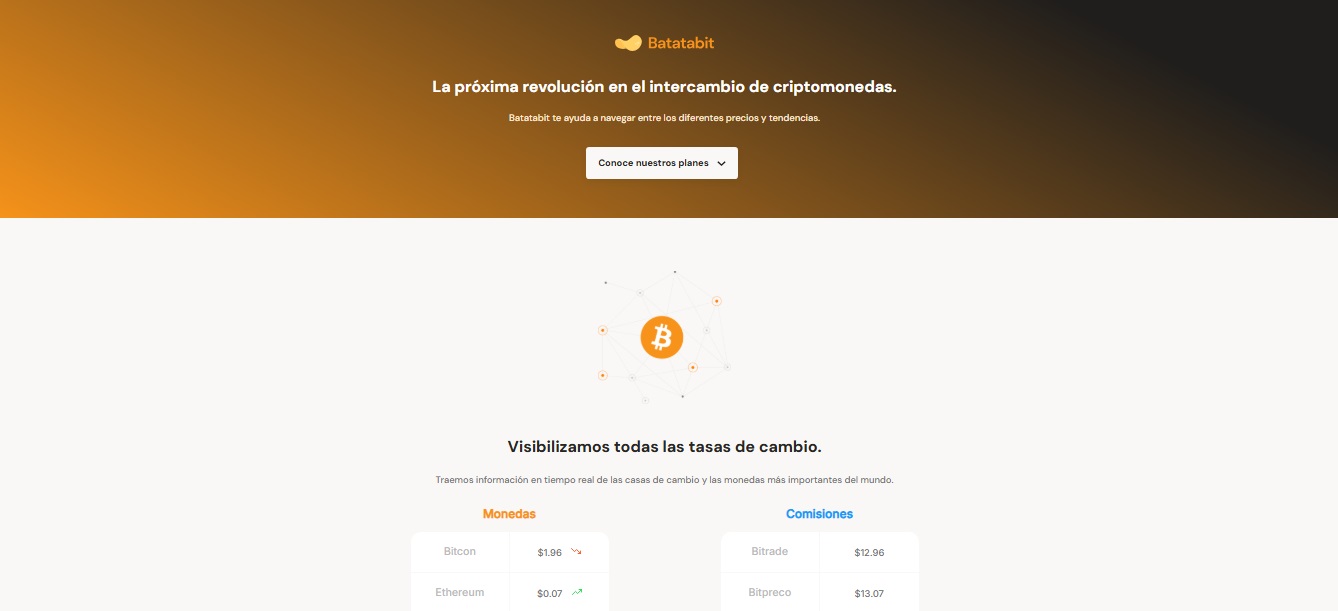 Batatabit
La próxima revolución en el intercambio de criptomonedas.
Batatabit te ayuda a navegar entre los diferentes precios y tendencias.
Conoce nuestros planes
Visibilizamos todas las tasas de cambio.
Traemos información en tiempo real de las casas de cambio y las monedas más importantes del mundo.
Monedas
Bitcon $1.96
Ethereum $0.07
Comisiones
Bitrade $12.96
Bitpreco $13.07